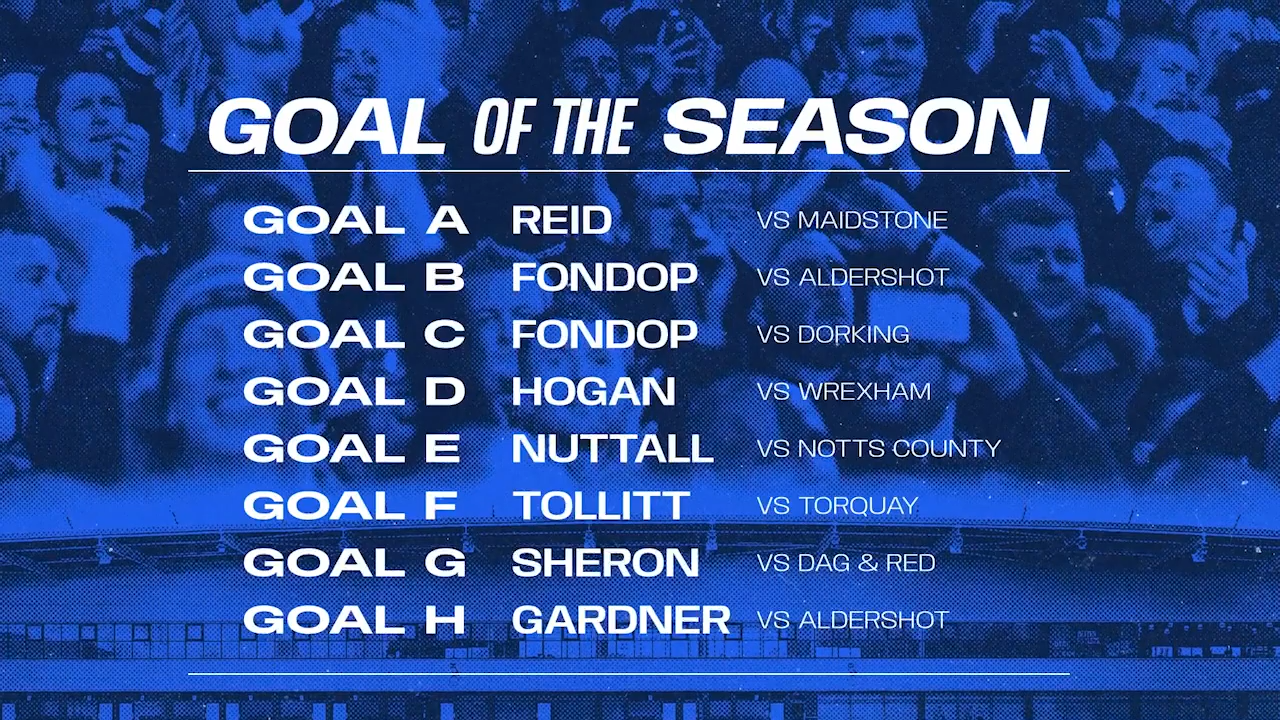 GOAL OF THE SEASON
GOAL A REID VS MAIDSTONE
GOAL B FONDOP VS ALDERSHOT
GOAL C FONDOP VS DORKING
GOAL D HOGAN VS WREXHAM
GOAL E NUTTALL VS NOTTS COUNTY
GOAL F TOLLITT VS TORQUAY
GOAL G SHERON VS DAG & RED
GOAL H GARDNER VS ALDERSHOT